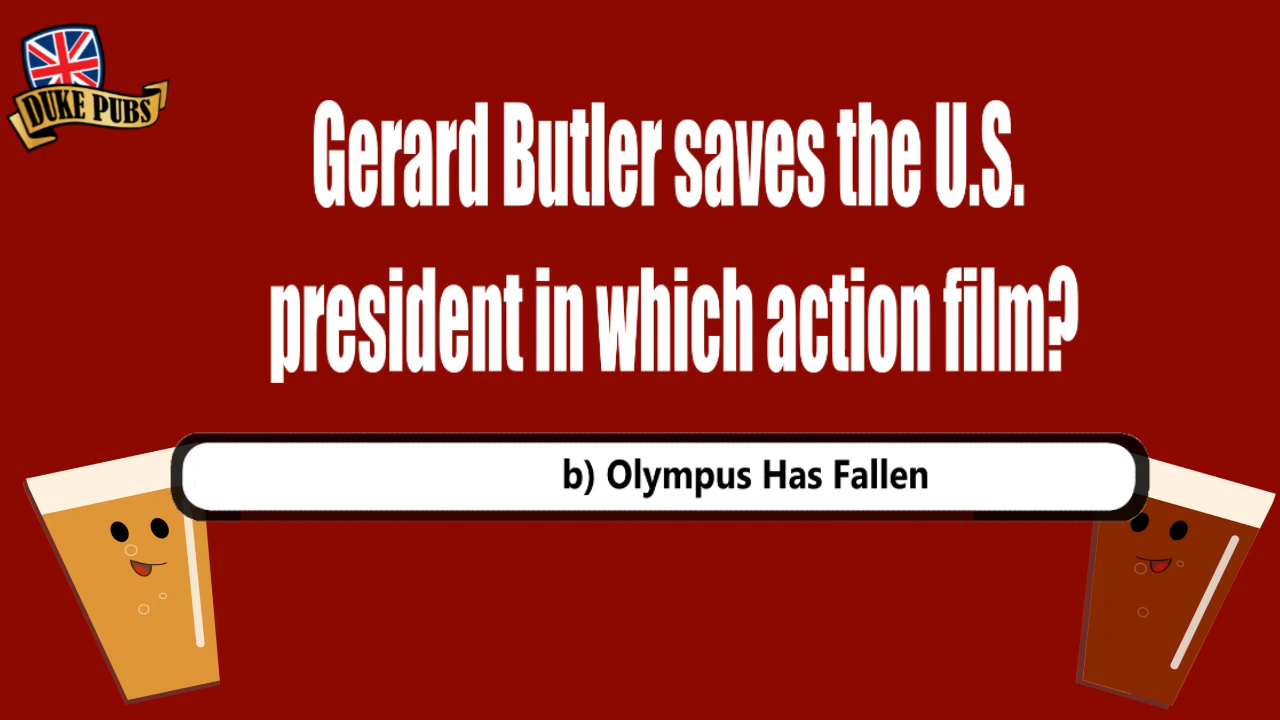 DUKE PUBS
Gerard Butler saves the U.S.
president in which action film?
b) Olympus Has Fallen